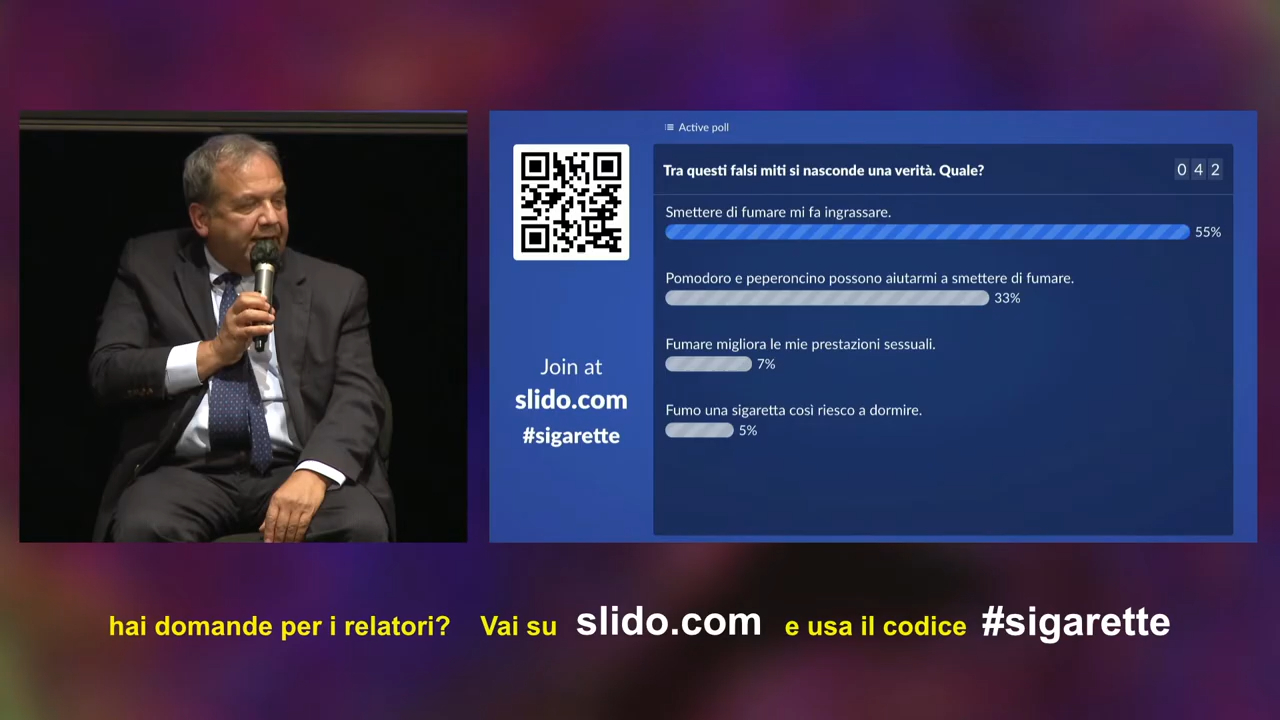 Active poll
Tra questi falsi miti si nasconde una verità. Quale?
0 4 2
Smettere di fumare mi fa ingrassare.
55%
Pomodoro e peperoncino possono aiutarmi a smettere di fumare.
33%
Fumare migliora le mie prestazioni sessuali.
7%
Fumo una sigaretta così riesco a dormire.
5%
Join at
slido.com
#sigarette
hai domande per i relatori? Vai su slido.com e usa il codice #sigarette